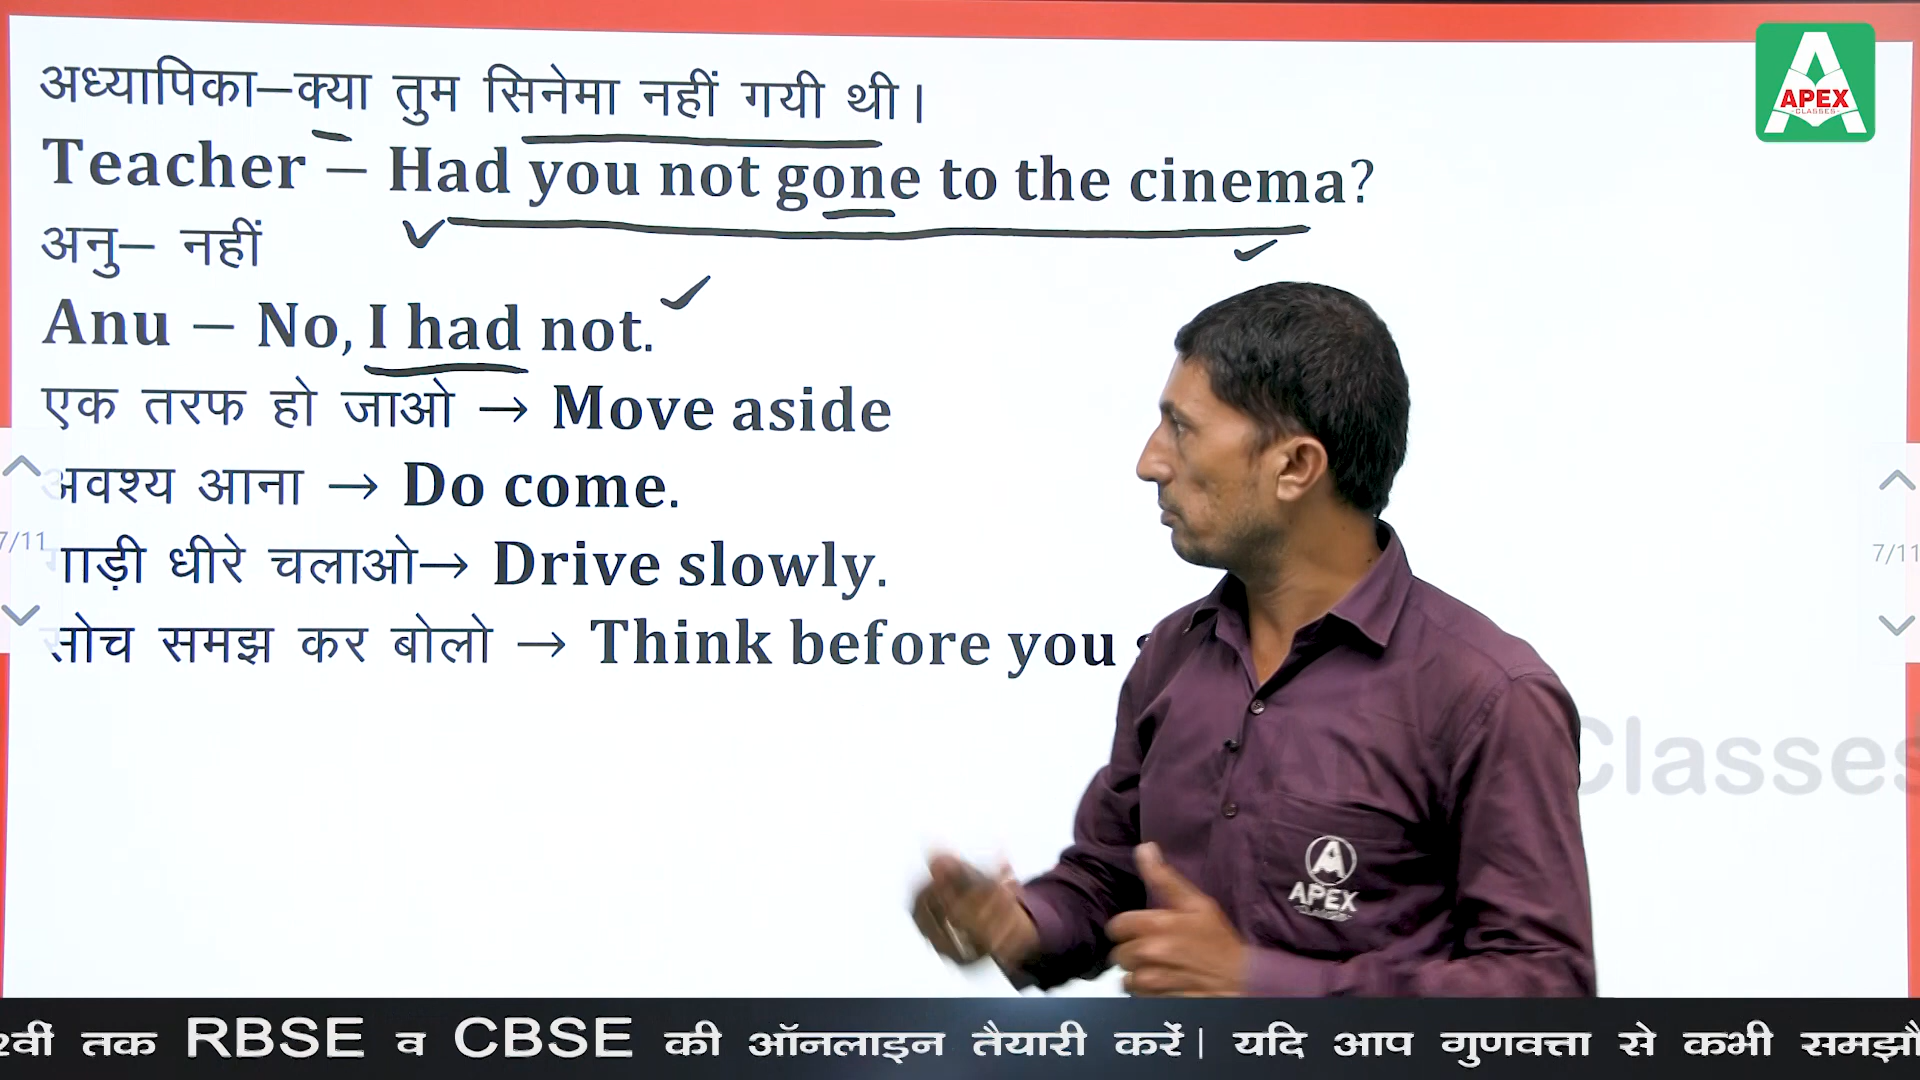 अध्यापिका–क्या तुम सिनेमा नहीं गयी थी।
Teacher – Had you not gone to the cinema?
अनु– नहीं
Anu – No, I had not.
एक तरफ हो जाओ → Move aside
अवश्य आना → Do come.
गाड़ी धीरे चलाओ→ Drive slowly.
सोच समझ कर बोलो → Think before you
7/11
7/11
APEX
CLASSES
Classes
APEX
तक RBSE व CBSE की ऑनलाइन तैयारी करें| यदि आप गुणवत्ता से कभी